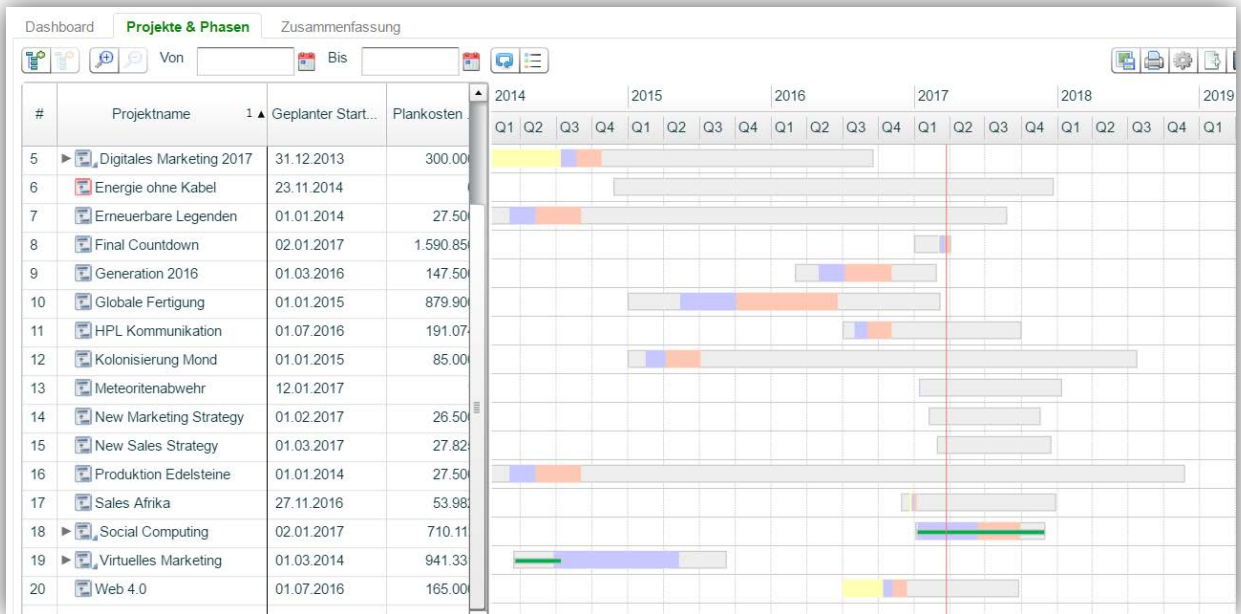 Dashboard Projekte & Phasen Zusammenfassung
Von Bis
2014 2015 2016 2017 2018 2019
# Projektname 1 ▲ Geplanter Start... Plankosten
Q1 Q2 Q3 Q4 Q1 Q2 Q3 Q4 Q1 Q2 Q3 Q4 Q1 Q2 Q3 Q4 Q1 Q2 Q3 Q4 Q1
5 Digitales Marketing 2017 31.12.2013 300.00
6 Energie ohne Kabel 23.11.2014
7 Erneuerbare Legenden 01.01.2014 27.50
8 Final Countdown 02.01.2017 1.590.85
9 Generation 2016 01.03.2016 147.50
10 Globale Fertigung 01.01.2015 879.90
11 HPL Kommunikation 01.07.2016 191.07
12 Kolonisierung Mond 01.01.2015 85.00
13 Meteoritenabwehr 12.01.2017
14 New Marketing Strategy 01.02.2017 26.50
15 New Sales Strategy 01.03.2017 27.82
16 Produktion Edelsteine 01.01.2014 27.50
17 Sales Afrika 27.11.2016 53.98
18 Social Computing 02.01.2017 710.11
19 Virtuelles Marketing 01.03.2014 941.33
20 Web 4.0 01.07.2016 165.00